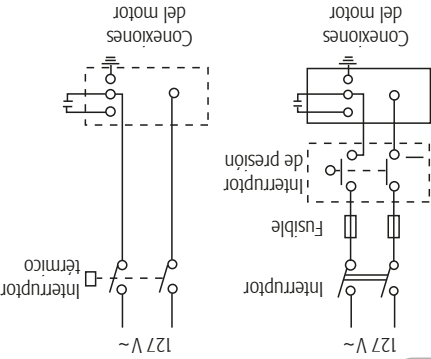 127 V ~
Interruptor
Fusible
Interruptor
de presión
Conexiones
del motor
127 V ~
Interruptor
térmico
Conexiones
del motor